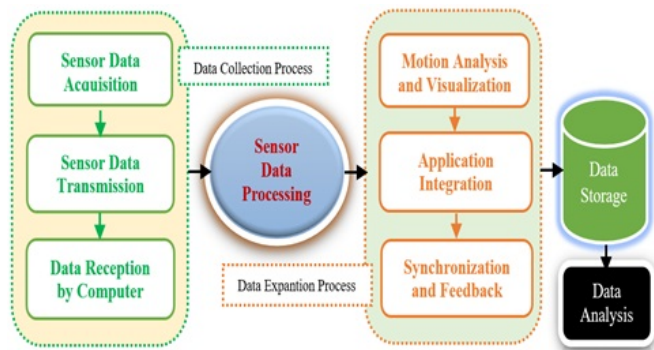 Sensor Data
Acquisition
Sensor Data
Transmission
Data Reception
by Computer
Data Collection Process
Sensor
Data
Processing
Data Expantion Process
Motion Analysis
and Visualization
Application
Integration
Synchronization
and Feedback
Data
Storage
Data
Analysis